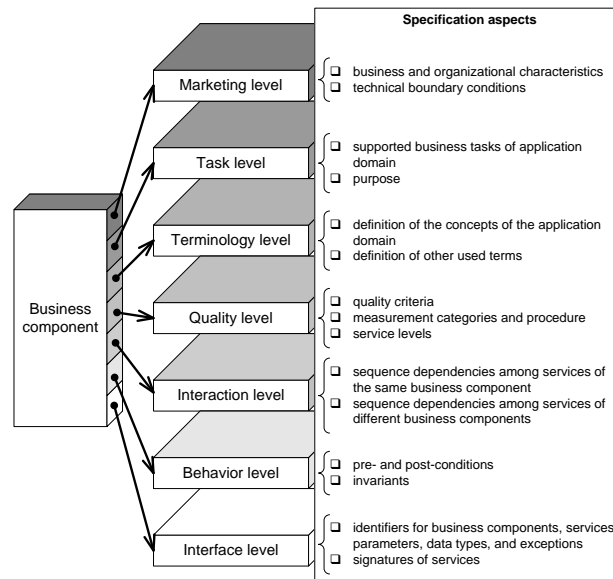 Specification aspects
Business
component
Marketing level
❑ business and organizational characteristics
❑ technical boundary conditions
Task level
❑ supported business tasks of application
domain
❑ purpose
Terminology level
❑ definition of the concepts of the application
domain
❑ definition of other used terms
Quality level
❑ quality criteria
❑ measurement categories and procedure
❑ service levels
Interaction level
❑ sequence dependencies among services of
the same business component
❑ sequence dependencies among services of
different business components
Behavior level
❑ pre- and post-conditions
❑ invariants
Interface level
❑ identifiers for business components, services
parameters, data types, and exceptions
❑ signatures of services